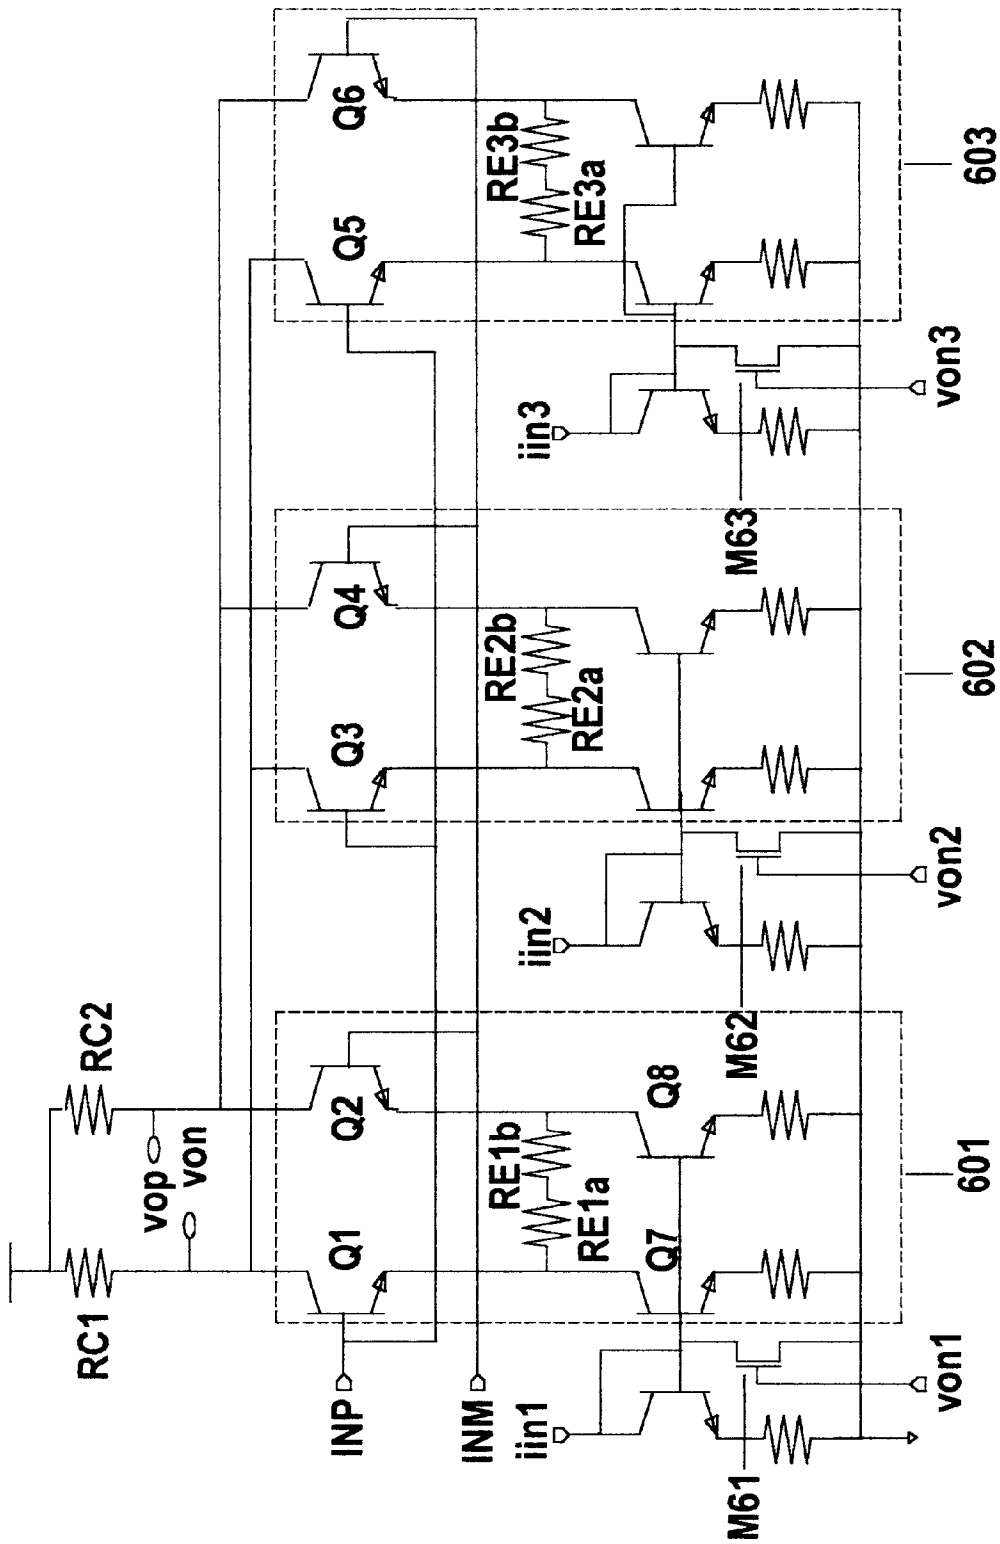 RC1
RC2
vop
von
Q1
Q2
Q3
Q4
Q5
Q6
INP
INM
RE1b
RE1a
RE2b
RE2a
RE3b
RE3a
iin1
iin2
iin3
Q7
Q8
M61
M62
M63
von1
von2
von3
601
602
603